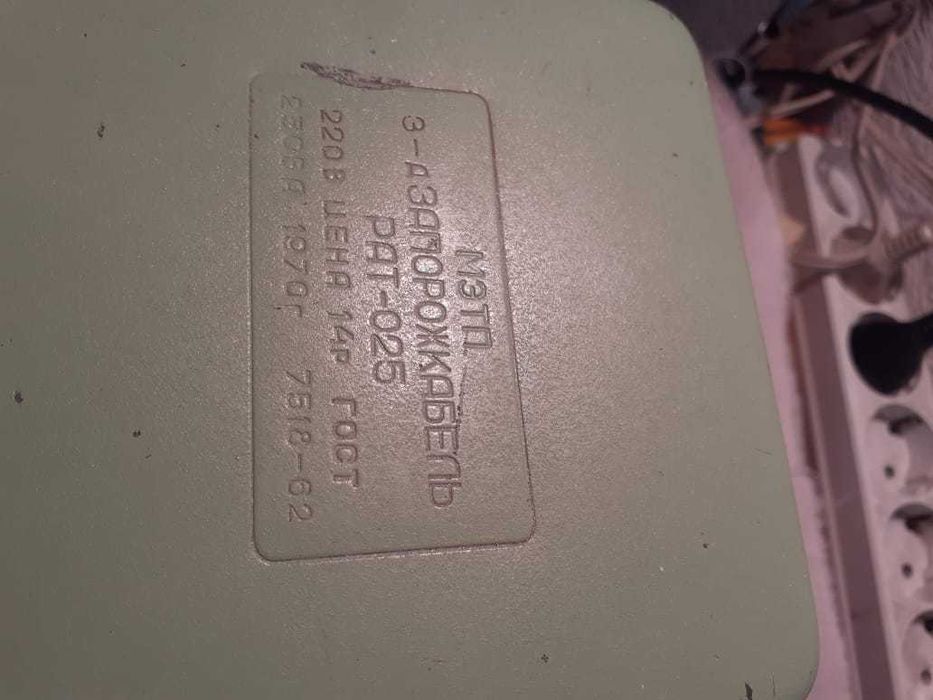 МЭТП
З-д ЗАПОРОЖКАБЕЛЬ
РАТ-025
220В ЦЕНА 14р ГОСТ
1970г 7518-62